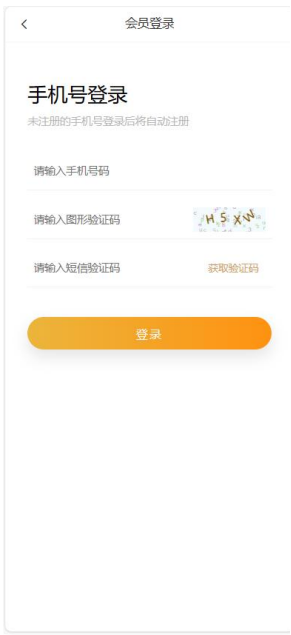 会员登录
手机号登录
未注册的手机号登录后将自动注册
请输入手机号码
请输入图形验证码
H5XW
请输入短信验证码 获取验证码
登录